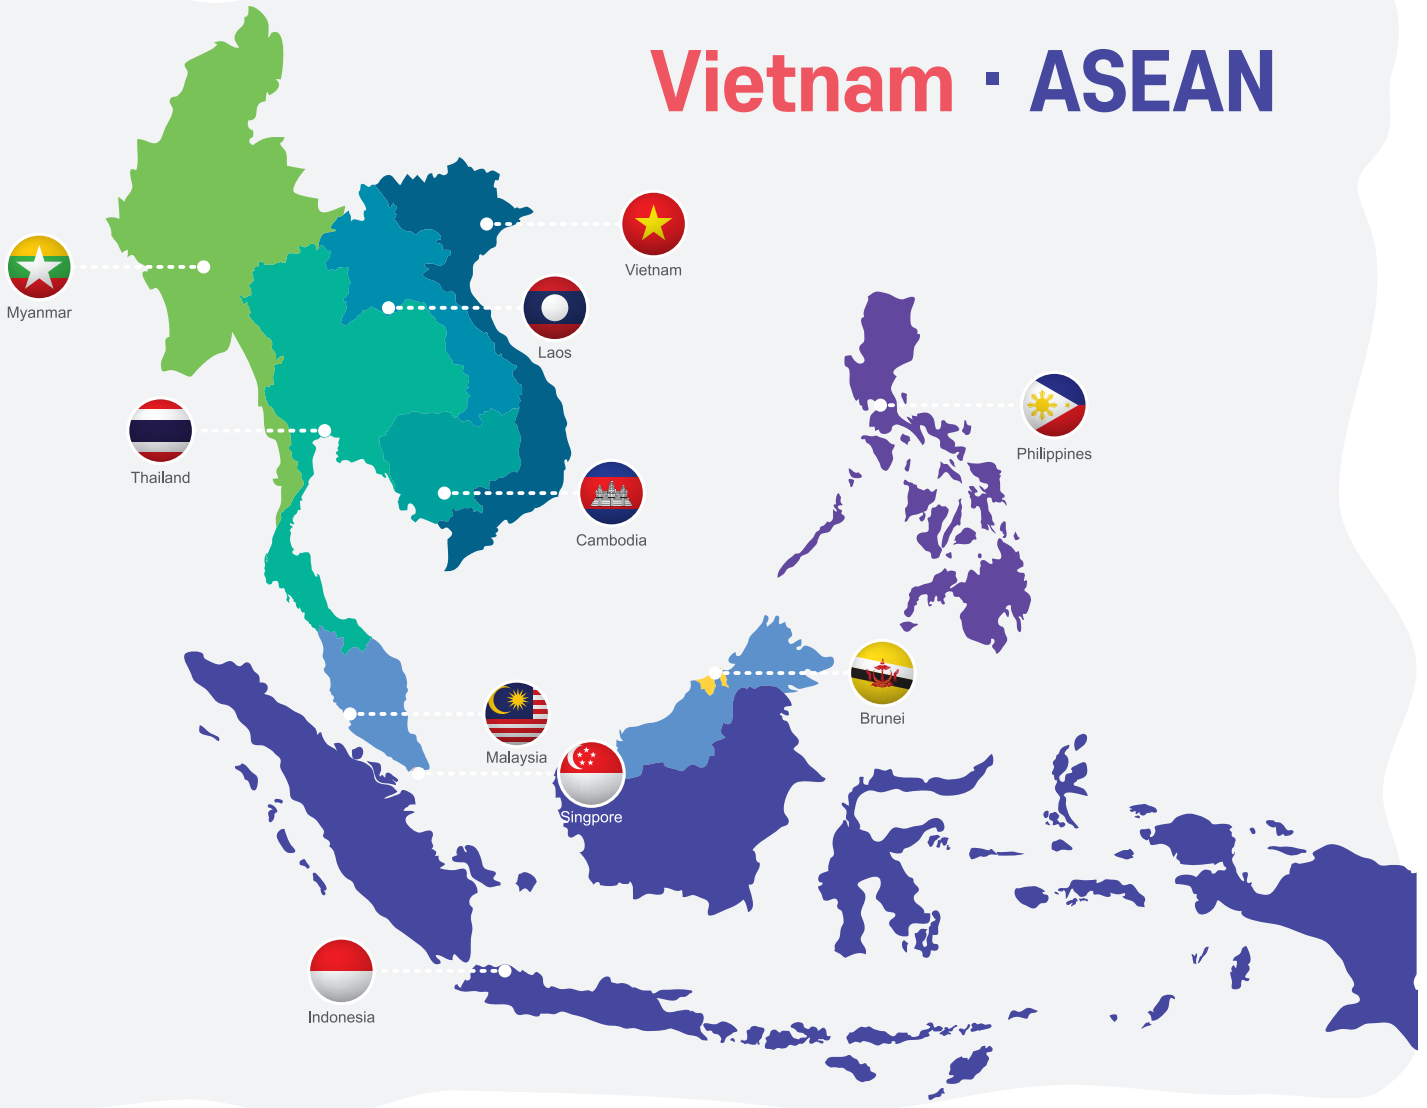 Vietnam · ASEAN
Vietnam
Myanmar
Laos
Philippines
Thailand
Cambodia
Brunei
Malaysia
Singpore
Indonesia